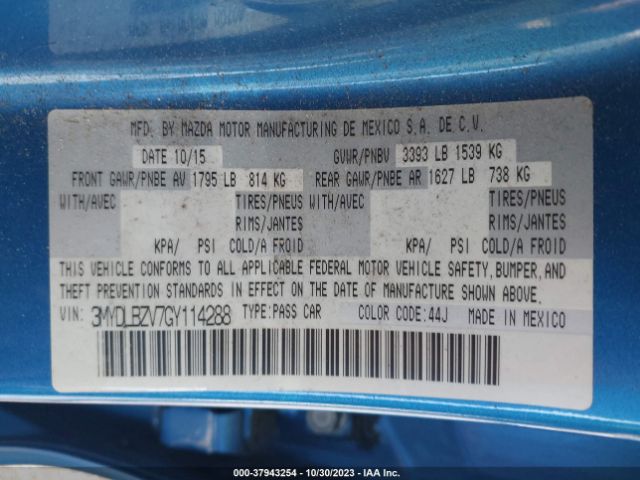 MFD. BY MAZDA MOTOR MANUFACTURING DE MEXICO S.A. DE C.V.
DATE 10/15 GVWR/PNBV 3393 LB 1539 KG
FRONT GAWR/PNBE AV 1795 LB 814 KG REAR GAWR/PNBE AR 1627 LB 738 KG
WITH/AVEC TIRES/PNEUS WITH/AVEC TIRES/PNEUS
RIMS/JANTES RIMS/JANTES
KPA/ PSI COLD/A FROID KPA/ PSI COLD/A FROID
THIS VEHICLE CONFORMS TO ALL APPLICABLE FEDERAL MOTOR VEHICLE SAFETY, BUMPER, AND
THEFT PREVENTION STANDARDS IN EFFECT ON THE DATE OF MANUFACTURE SHOWN ABOVE.
VIN: 3MYDLBZV7GY114288 TYPE:PASS CAR COLOR CODE:44J MADE IN MEXICO
000-37943254 - 10/30/2023 - IAA Inc.